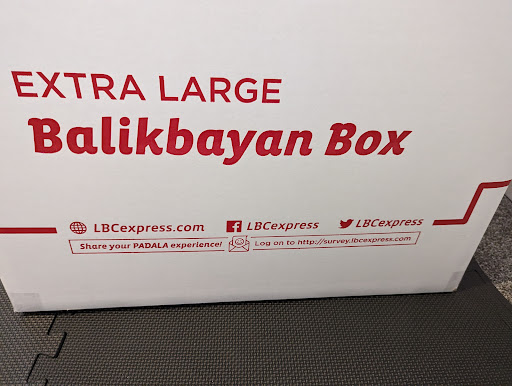 EXTRA LARGE
Balikbayan Box
LBCexpress.com LBCexpress LBCexpress
Share your PADALA experience! Log on to http://survey.lbcexpress.com